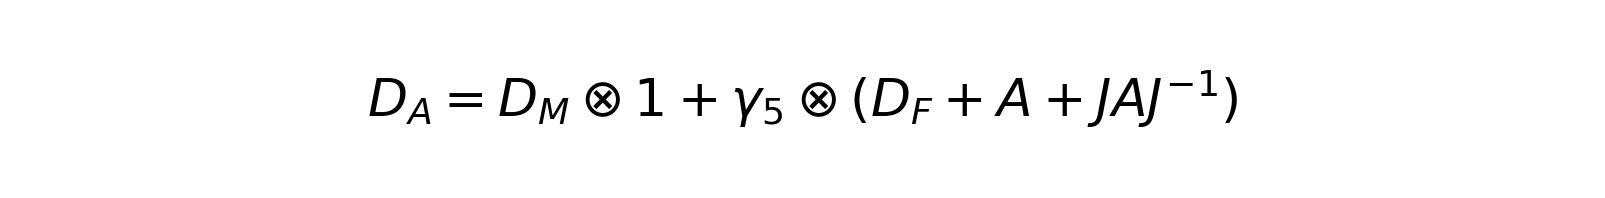 D_A = D_M ⊗ 1 + γ_5 ⊗ (D_F + A + JAJ^{-1})